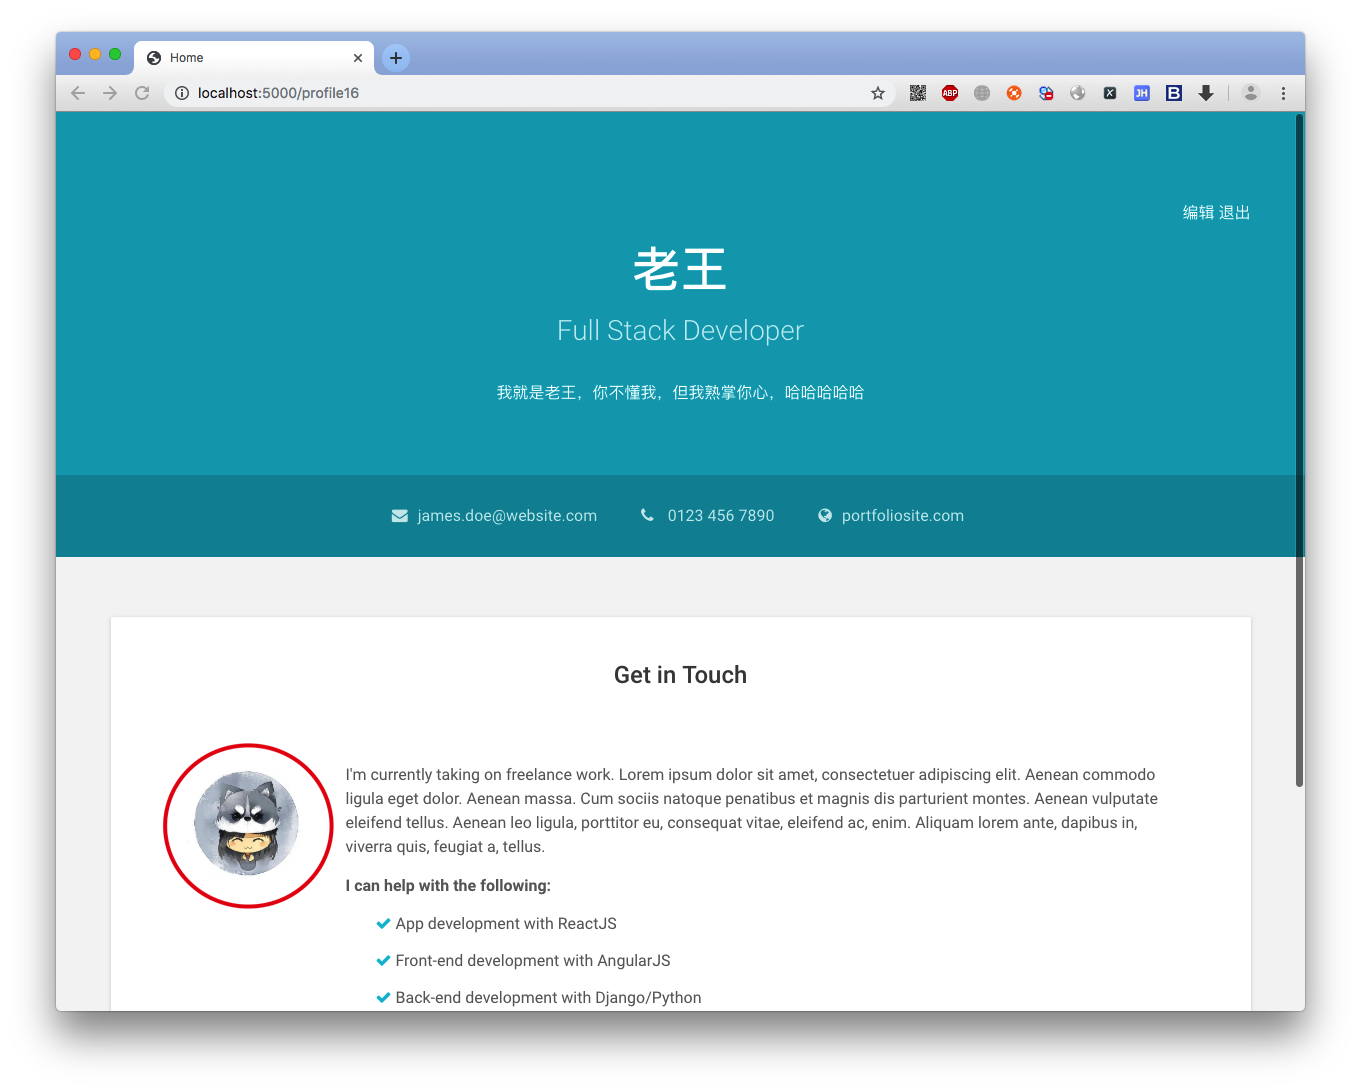 Home
localhost:5000/profile16
ABP
X
JH
B
编辑 退出
老王
Full Stack Developer
我就是老王，你不懂我，但我熟掌你心，哈哈哈哈哈
james.doe@website.com 0123 456 7890 portfoliosite.com
Get in Touch
I'm currently taking on freelance work. Lorem ipsum dolor sit amet, consectetuer adipiscing elit. Aenean commodo
ligula eget dolor. Aenean massa. Cum sociis natoque penatibus et magnis dis parturient montes. Aenean vulputate
eleifend tellus. Aenean leo ligula, porttitor eu, consequat vitae, eleifend ac, enim. Aliquam lorem ante, dapibus in,
viverra quis, feugiat a, tellus.
I can help with the following:
App development with ReactJS
Front-end development with AngularJS
Back-end development with Django/Python